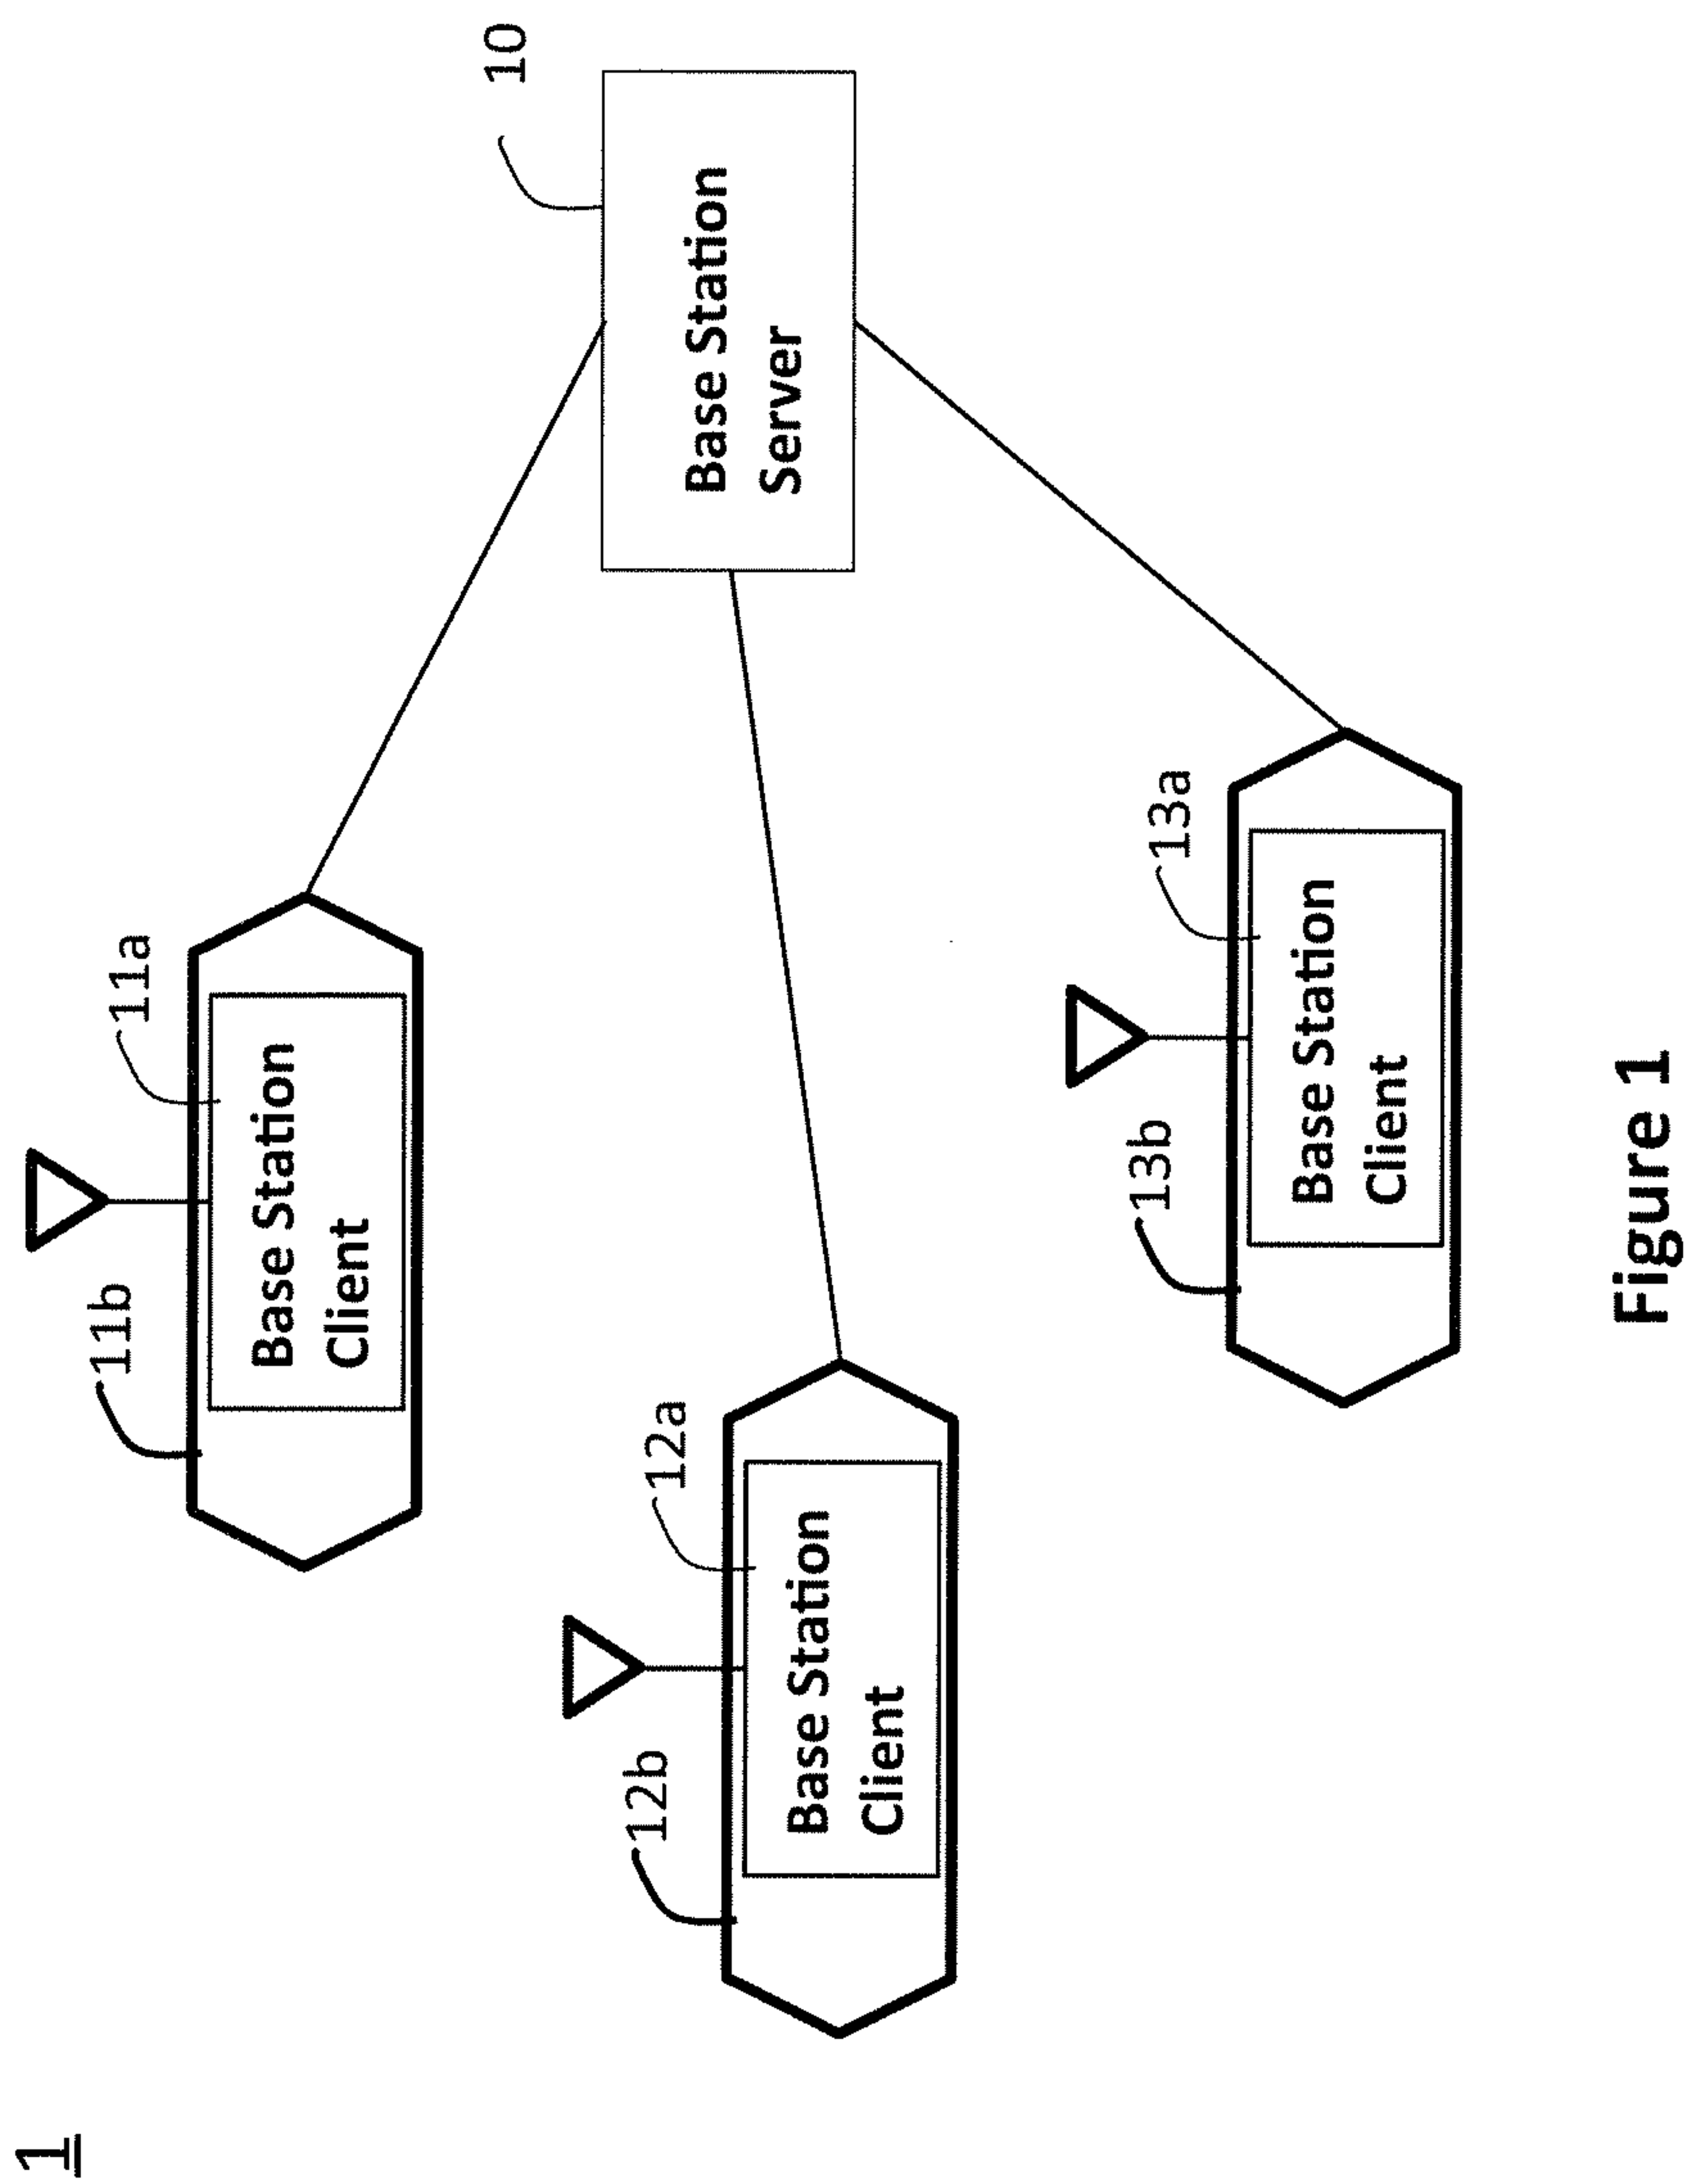 1
11b
11a
Base Station
Client
10
Base Station
Server
12b
12a
Base Station
Client
13b
13a
Base Station
Client
Figure 1